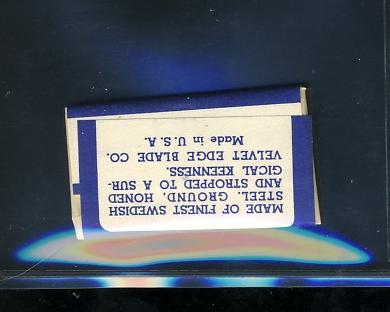 MADE OF FINEST SWEDISH
STEEL. GROUND, HONED
AND STROPPED TO A SUR-
GICAL KEENNESS.
VELVET EDGE BLADE CO.
Made in U. S. A.